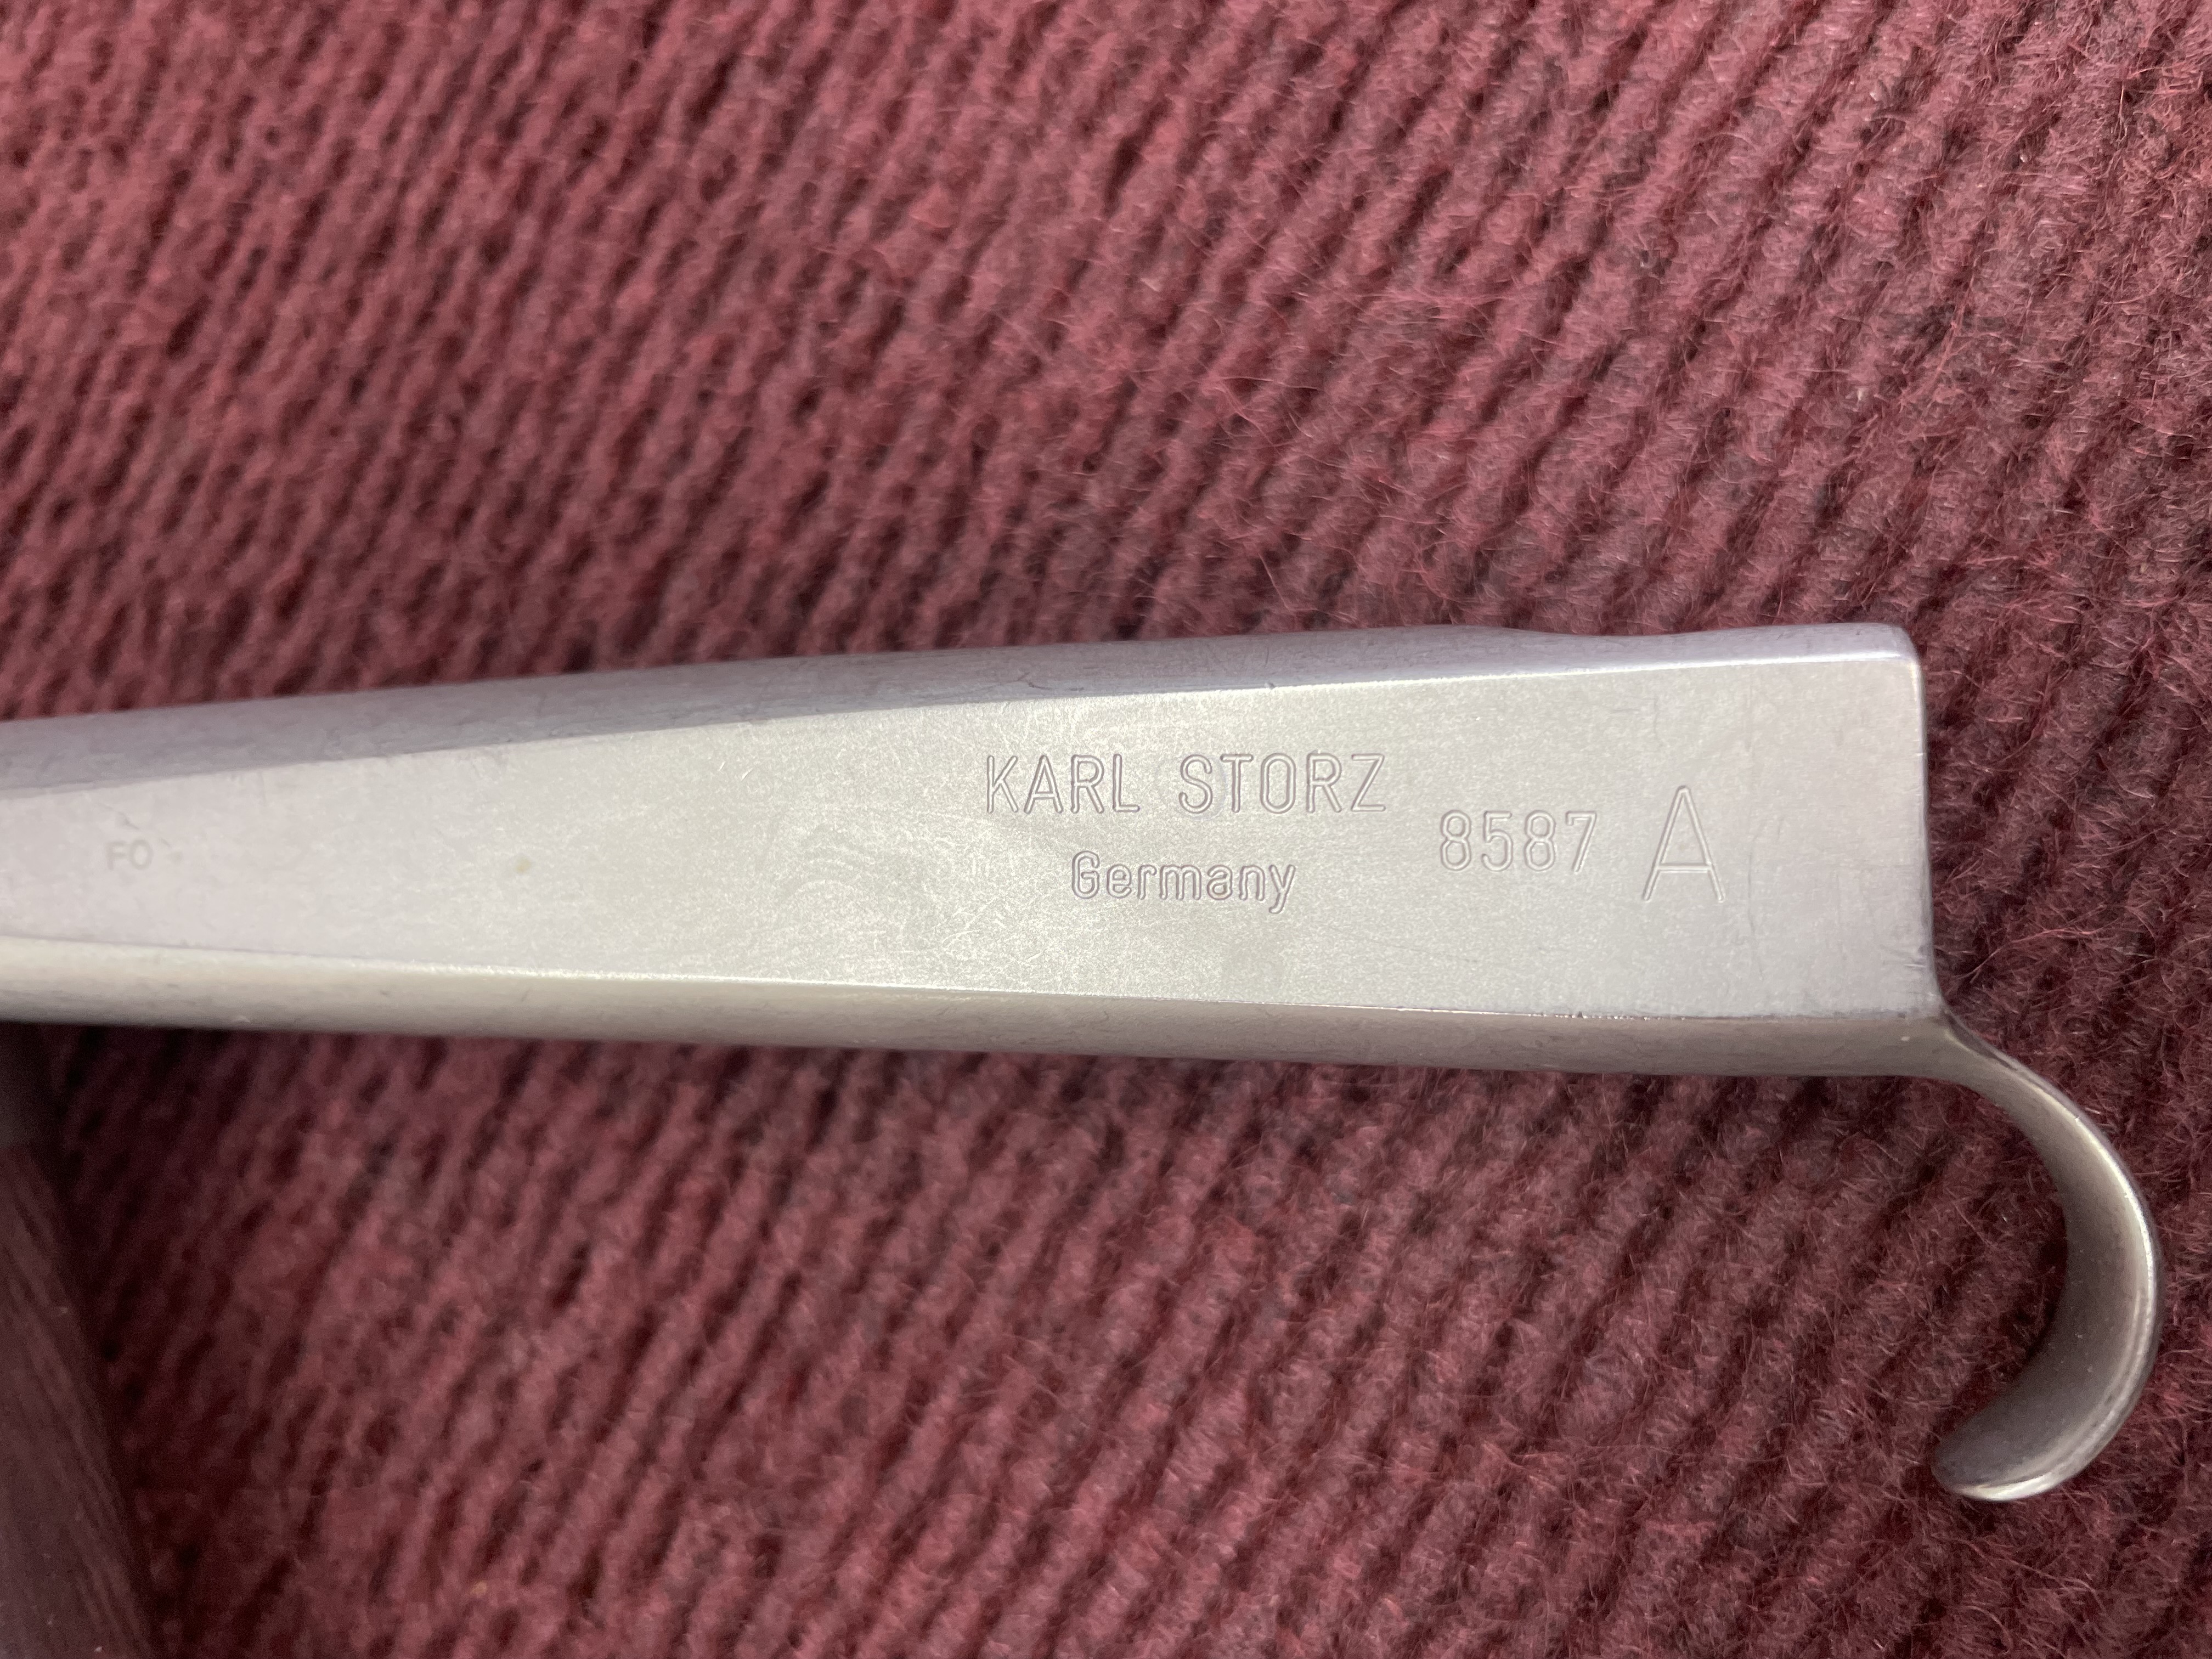 KARL STORZ
Germany
8587 A
FO